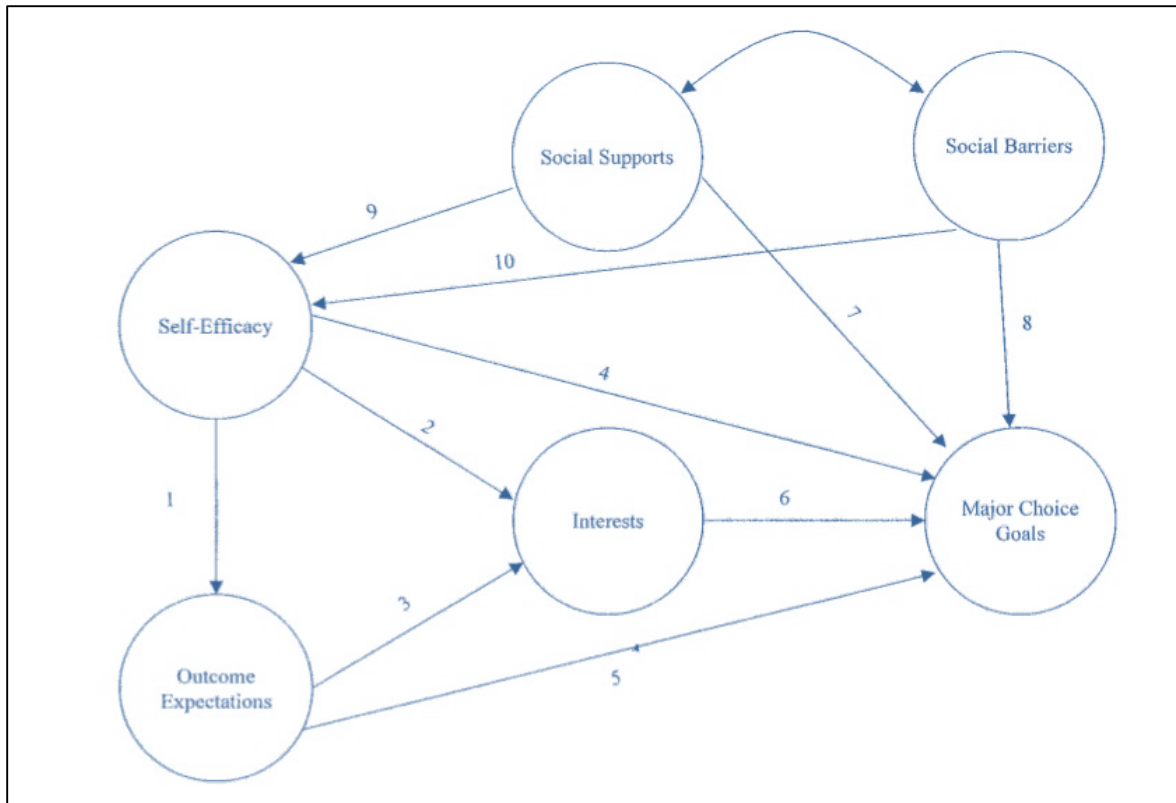 Social Supports
Social Barriers
9
10
Self-Efficacy
7
8
4
2
1
Interests
6
Major Choice
Goals
3
Outcome
Expectations
5